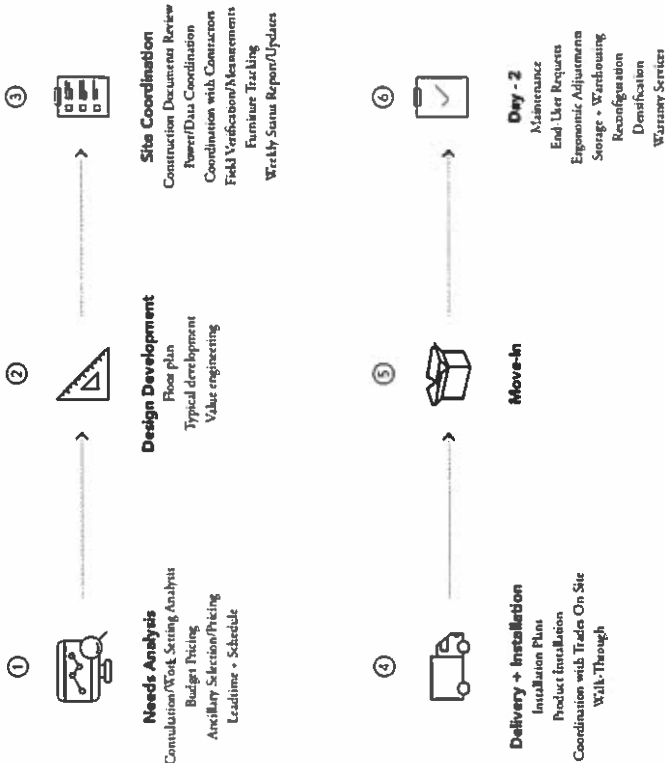 1
Needs Analysis
Consultation/Work Setting Analysis
Budget Pricing
Ancillary Selection/Pricing
Leadtime + Schedule
2
Design Development
Floor plan
Typical development
Value engineering
3
Site Coordination
Construction Documents Review
Power/Data Coordination
Coordination with Contractors
Field Verification/Measurements
Furniture Tracking
Weekly Status Report/Updates
4
Delivery + Installation
Installation Plans
Product Installation
Coordination with Trades On Site
Walk-Through
5
Move-In
6
Day - 2
Maintenance
End-User Requests
Ergonomic Adjustments
Storage + Warehousing
Reconfiguration
Densification
Warranty Services